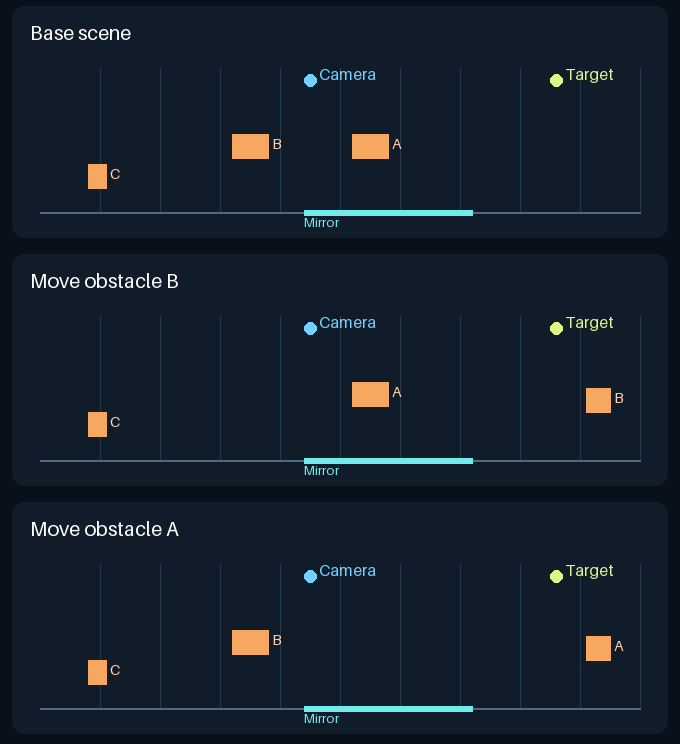 Base scene
Camera
Target
B
A
C
Mirror
Move obstacle B
Camera
Target
A
B
C
Mirror
Move obstacle A
Camera
Target
B
A
C
Mirror